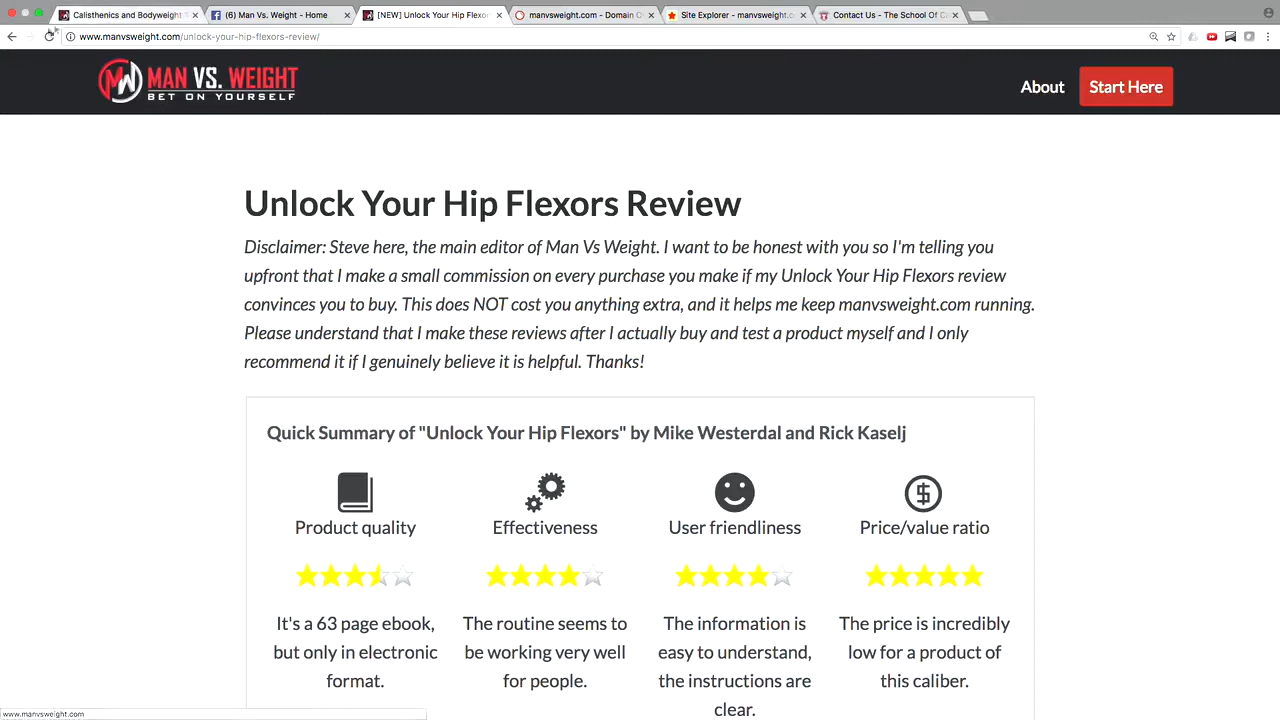 Calisthenics and Bodyweight
(6) Man Vs. Weight - Home
[NEW] Unlock Your Hip Flexors
manvsweight.com - Domain O
Site Explorer - manvsweight.c
Contact Us - The School Of C
www.manvsweight.com/unlock-your-hip-flexors-review/
MAN VS. WEIGHT
BET ON YOURSELF
About
Start Here
Unlock Your Hip Flexors Review
Disclaimer: Steve here, the main editor of Man Vs Weight. I want to be honest with you so I'm telling you
upfront that I make a small commission on every purchase you make if my Unlock Your Hip Flexors review
convinces you to buy. This does NOT cost you anything extra, and it helps me keep manvsweight.com running.
Please understand that I make these reviews after I actually buy and test a product myself and I only
recommend it if I genuinely believe it is helpful. Thanks!
Quick Summary of "Unlock Your Hip Flexors" by Mike Westerdal and Rick Kaselj
Product quality
It's a 63 page ebook,
but only in electronic
format.
Effectiveness
The routine seems to
be working very well
for people.
User friendliness
The information is
easy to understand,
the instructions are
clear.
Price/value ratio
The price is incredibly
low for a product of
this caliber.
www.manvsweight.com